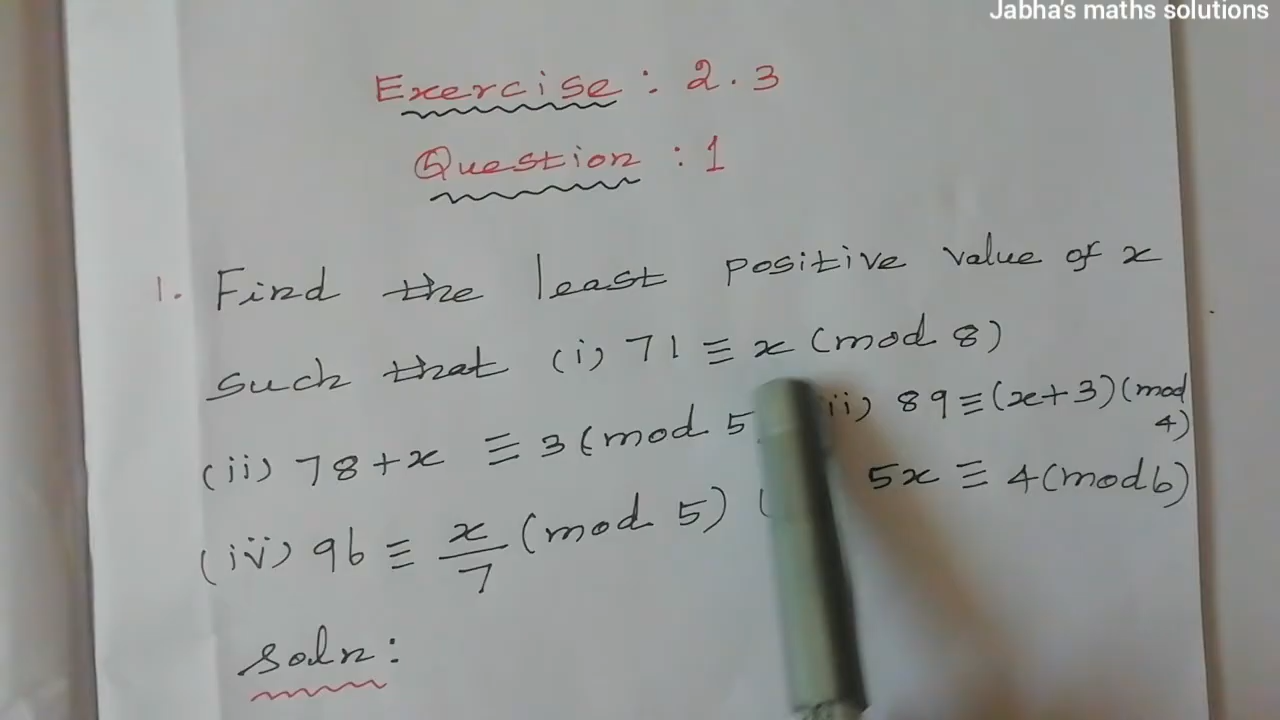 Jabha's maths solutions
Exercise : 2.3
Question : 1
1. Find the least positive value of x
such that (i) 71 ≡ x (mod 8)
(ii) 78 + x ≡ 3 (mod 5 ii) 89 ≡ (x+3) (mod
4)
(iv) 96 ≡ x/7 (mod 5) ( 5x ≡ 4 (mod 6)
Soln: